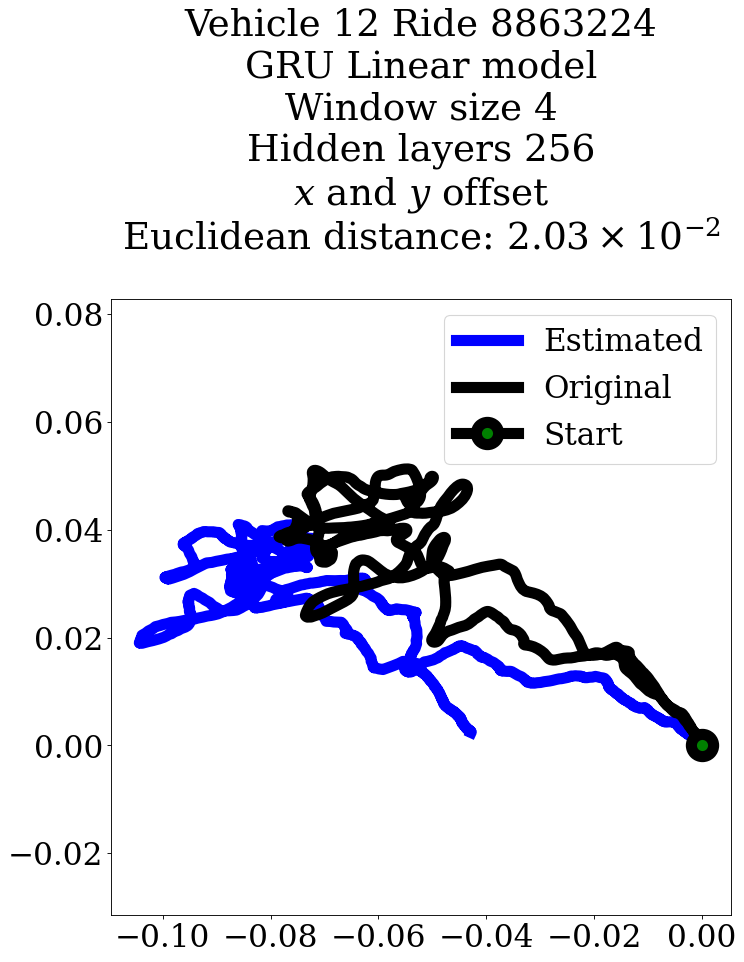 Vehicle 12 Ride 8863224
GRU Linear model
Window size 4
Hidden layers 256
x and y offset
Euclidean distance: 2.03 × 10⁻²
Estimated
Original
Start
0.08
0.06
0.04
0.02
0.00
−0.02
−0.10 −0.08 −0.06 −0.04 −0.02 0.00